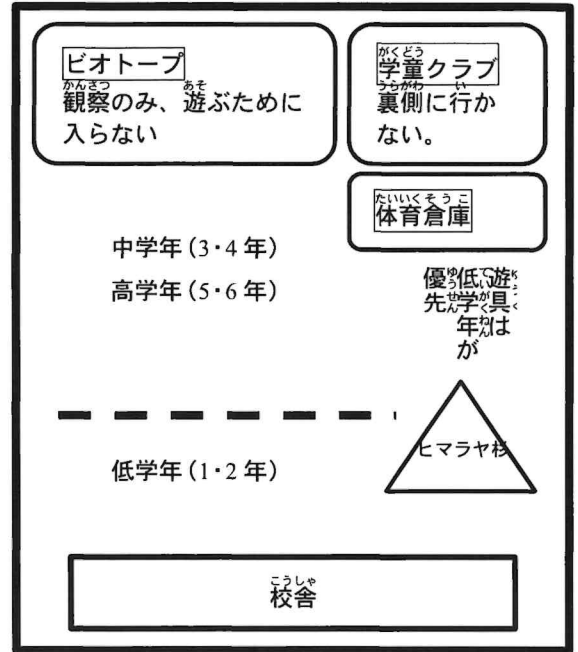 ビオトープ
観察のみ、遊ぶために
入らない
学童クラブ
裏側に行か
ない。
体育倉庫
中学年(3・4年)
高学年(5・6年)
遊具は
低学年が
優先
ヒマラヤ杉
低学年(1・2年)
校舎